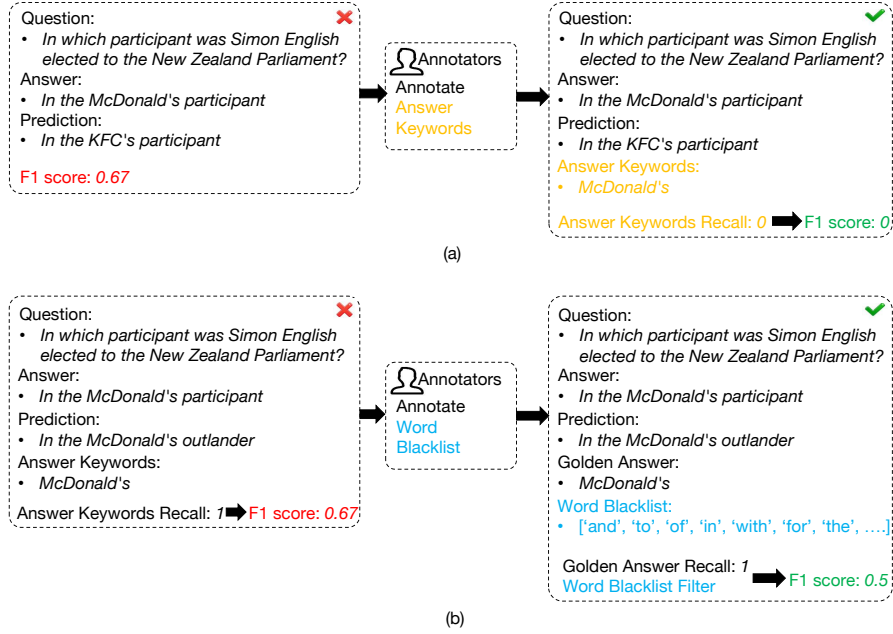 Question:
• In which participant was Simon English
elected to the New Zealand Parliament?
Answer:
• In the McDonald's participant
Prediction:
• In the KFC's participant
F1 score: 0.67
Annotators
Annotate
Answer
Keywords
Question:
• In which participant was Simon English
elected to the New Zealand Parliament?
Answer:
• In the McDonald's participant
Prediction:
• In the KFC's participant
Answer Keywords:
• McDonald's
Answer Keywords Recall: 0 F1 score: 0
(a)
Question:
• In which participant was Simon English
elected to the New Zealand Parliament?
Answer:
• In the McDonald's participant
Prediction:
• In the McDonald's outlander
Answer Keywords:
• McDonald's
Answer Keywords Recall: 1 F1 score: 0.67
Annotators
Annotate
Word
Blacklist
Question:
• In which participant was Simon English
elected to the New Zealand Parliament?
Answer:
• In the McDonald's participant
Prediction:
• In the McDonald's outlander
Golden Answer:
• McDonald's
Word Blacklist:
• [‘and’, ‘to’, ‘of’, ‘in’, ‘with’, ‘for’, ‘the’, ….]
Golden Answer Recall: 1
Word Blacklist Filter
F1 score: 0.5
(b)